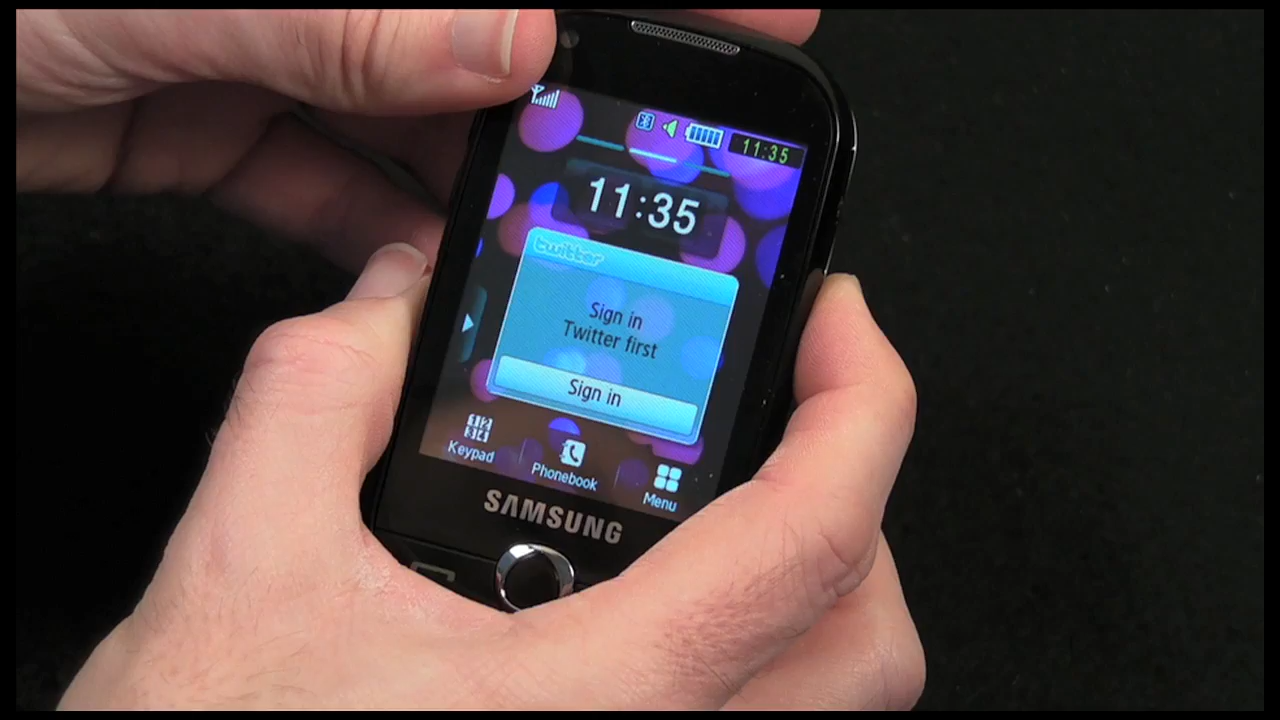 11:35
11:35
twitter
Sign in
Twitter first
Sign in
Keypad
Phonebook
Menu
SAMSUNG